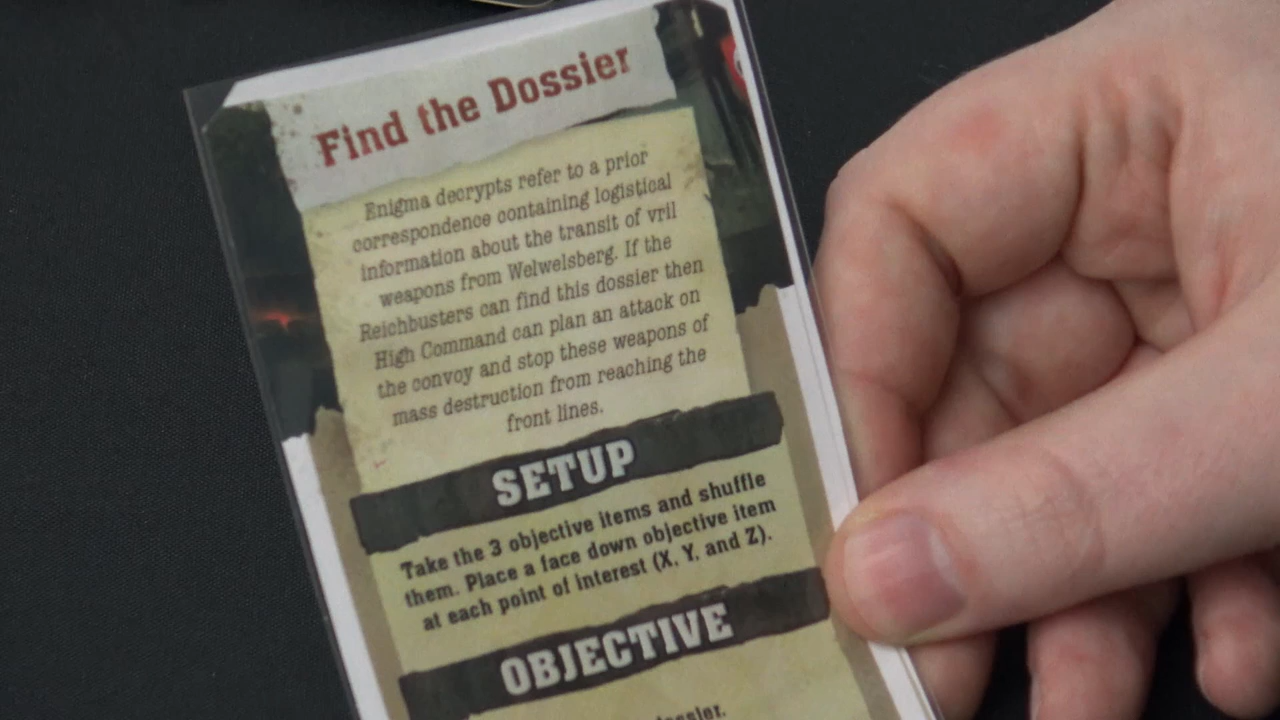 Find the Dossier
Enigma decrypts refer to a prior
correspondence containing logistical
information about the transit of vril
weapons from Welwelsberg. If the
Reichbusters can find this dossier then
High Command can plan an attack on
the convoy and stop these weapons of
mass destruction from reaching the
front lines.
SETUP
Take the 3 objective items and shuffle
them. Place a face down objective item
at each point of interest (X, Y, and Z).
OBJECTIVE
dossier.